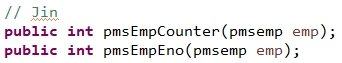 // Jin
public int pmsEmpCounter(pmsemp emp);
public int pmsEmpEno(pmsemp emp);